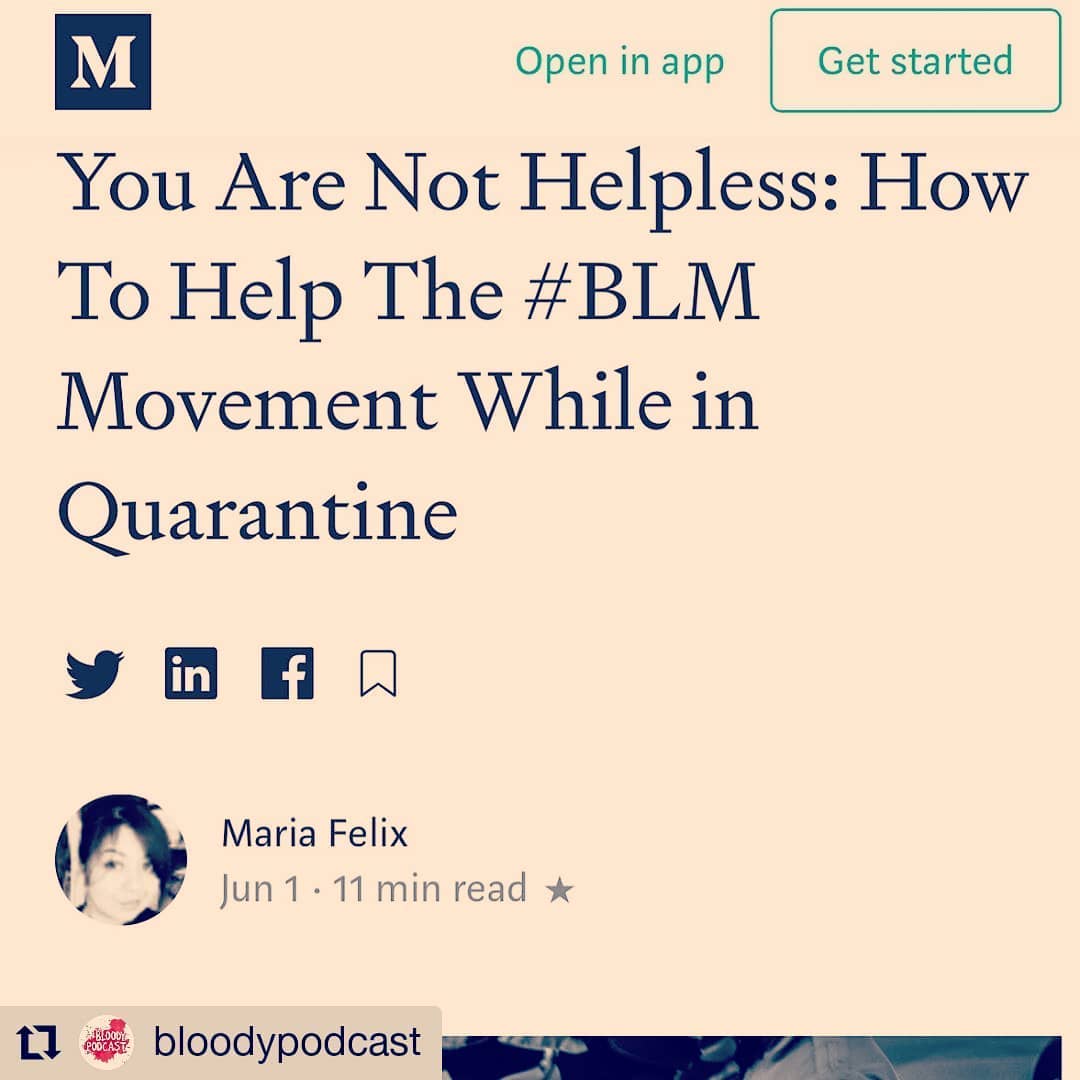 M
Open in app
Get started
You Are Not Helpless: How
To Help The #BLM
Movement While in
Quarantine
in
f
Maria Felix
Jun 1 · 11 min read ★
BLOODY
PODCAST
bloodypodcast